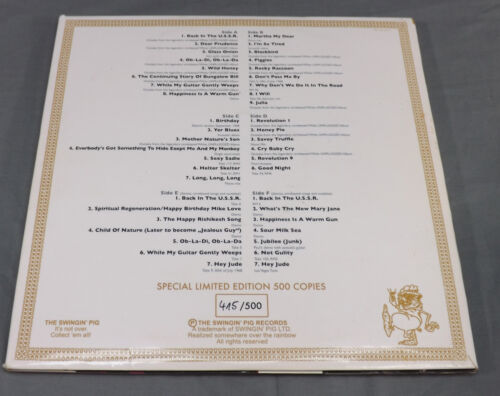 Side A
1. Back In The U.S.S.R.
2. Dear Prudence
3. Glass Onion
4. Ob-La-Di, Ob-La-Da
5. Wild Honey
6. The Continuing Story Of Bungalow Bill
7. While My Guitar Gently Weeps
8. Happiness Is A Warm Gun
Side B
1. Martha My Dear
2. I'm So Tired
3. Blackbird
4. Piggies
5. Rocky Raccoon
6. Don't Pass Me By
7. Why Don't We Do It In The Road
8. I Will
9. Julia
Side C
1. Birthday
2. Yer Blues
3. Mother Nature's Son
4. Everybody's Got Something To Hide Exept Me And My Monkey
5. Sexy Sadie
6. Helter Skelter
7. Long, Long, Long
Side D
1. Revolution 1
2. Honey Pie
3. Savoy Truffle
4. Cry Baby Cry
5. Revolution 9
6. Good Night
Side E
1. Back In The U.S.S.R.
2. Spiritual Regeneration/Happy Birthday Mike Love
3. The Happy Rishikesh Song
4. Child Of Nature (Later to become „Jealous Guy")
5. Ob-La-Di, Ob-La-Da
6. While My Guitar Gently Weeps
7. Hey Jude
Side F
1. Back In The U.S.S.R.
2. What's The New Mary Jane
3. Happiness Is A Warm Gun
4. Sour Milk Sea
5. Jubilee (Junk)
6. Not Gulity
7. Hey Jude
SPECIAL LIMITED EDITION 500 COPIES
415/500
THE SWINGIN' PIG
It's not over
Collect 'em all!
℗ THE SWINGIN' PIG RECORDS
A trademark of SWINGIN' PIG LTD
Realized somewhere over the rainbow
All rights reserved